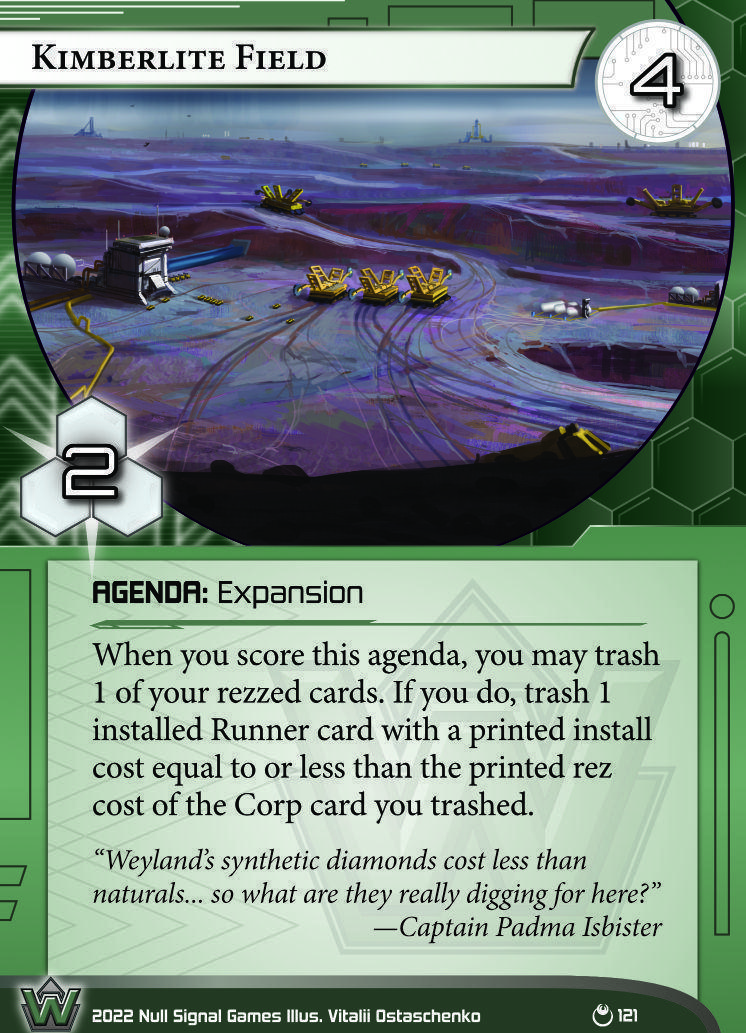 Kimberlite Field
4
2
AGENDA: Expansion
When you score this agenda, you may trash
1 of your rezzed cards. If you do, trash 1
installed Runner card with a printed install
cost equal to or less than the printed rez
cost of the Corp card you trashed.
“Weyland’s synthetic diamonds cost less than
naturals... so what are they really digging for here?”
—Captain Padma Isbister
W
2022 Null Signal Games Illus. Vitalii Ostaschenko
121